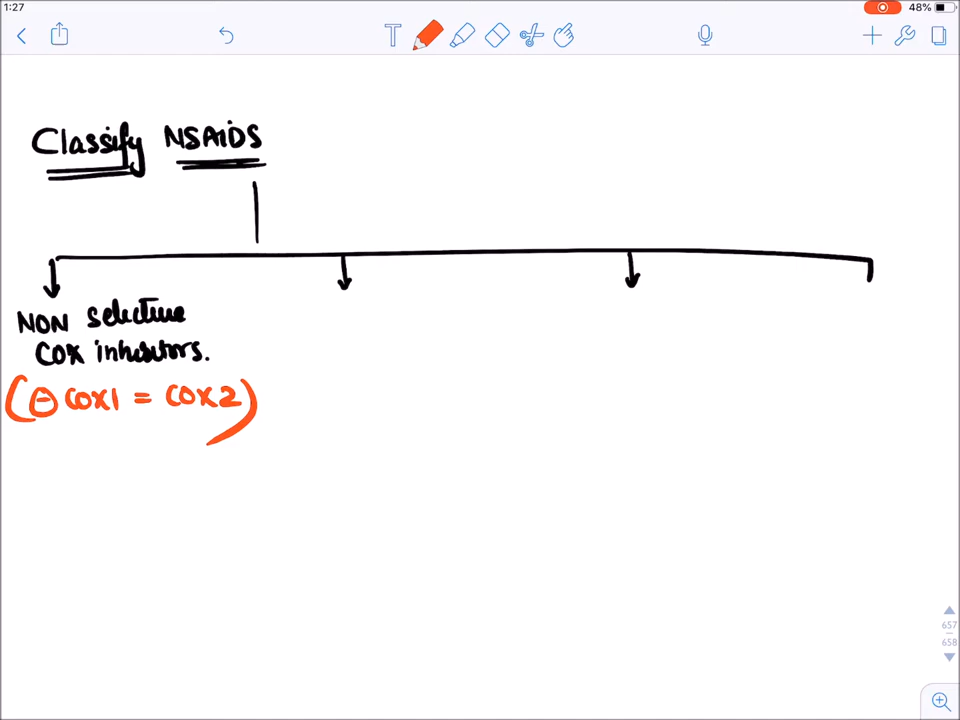 1:27
48%
T
Classify NSAIDS
NON selective
COX inhibitors.
(⊖ COX1 = COX2)
657
658